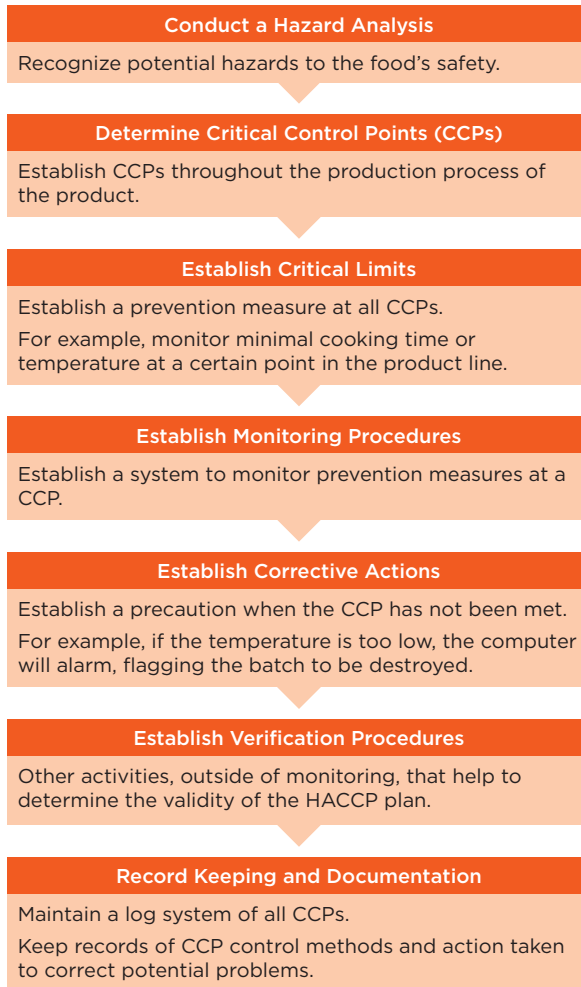 Conduct a Hazard Analysis
Recognize potential hazards to the food’s safety.
Determine Critical Control Points (CCPs)
Establish CCPs throughout the production process of
the product.
Establish Critical Limits
Establish a prevention measure at all CCPs.
For example, monitor minimal cooking time or
temperature at a certain point in the product line.
Establish Monitoring Procedures
Establish a system to monitor prevention measures at a
CCP.
Establish Corrective Actions
Establish a precaution when the CCP has not been met.
For example, if the temperature is too low, the computer
will alarm, flagging the batch to be destroyed.
Establish Verification Procedures
Other activities, outside of monitoring, that help to
determine the validity of the HACCP plan.
Record Keeping and Documentation
Maintain a log system of all CCPs.
Keep records of CCP control methods and action taken
to correct potential problems.